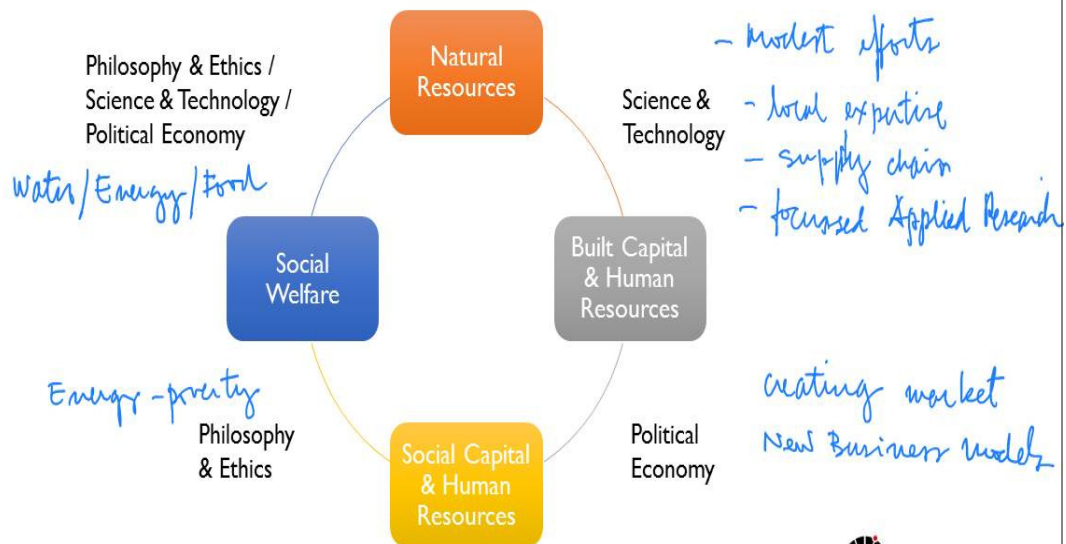 Natural
Resources
Philosophy & Ethics /
Science & Technology /
Political Economy
Water/Energy/Food
Science &
Technology
- Modest efforts
- local expertise
- supply chain
- focussed Applied Research
Social
Welfare
Built Capital
& Human
Resources
Energy-poverty
Philosophy
& Ethics
Social Capital
& Human
Resources
Political
Economy
creating market
New Business models